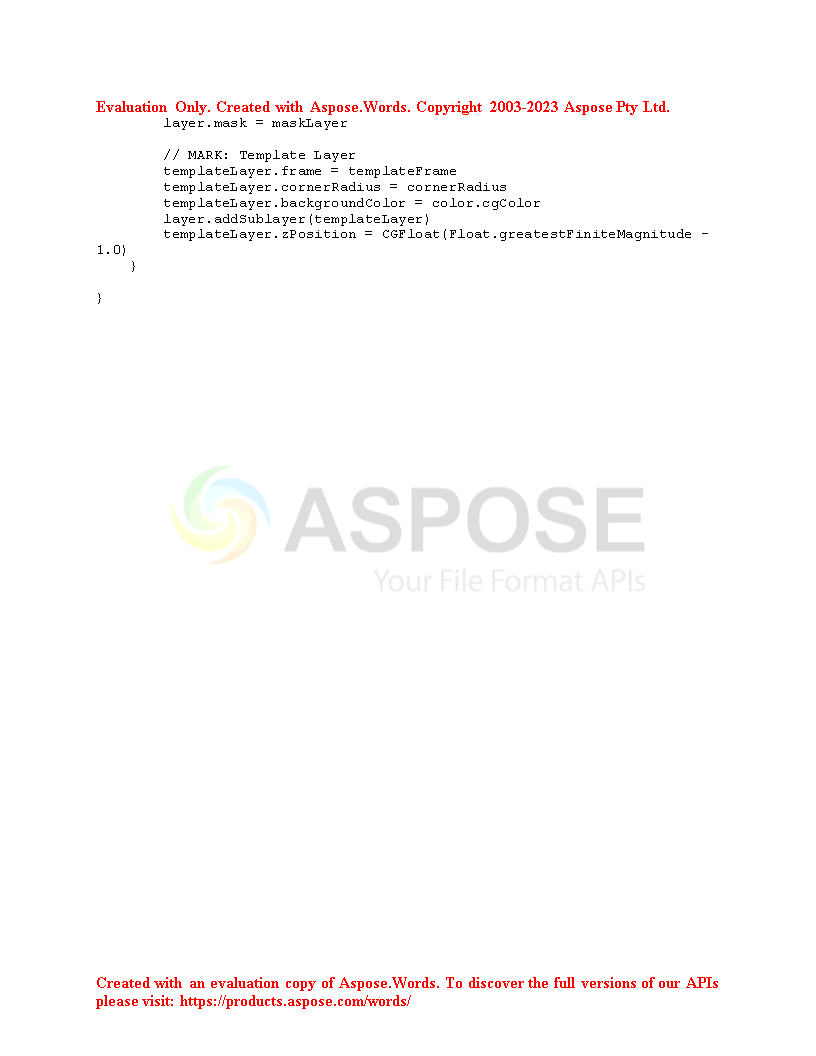 Evaluation Only. Created with Aspose.Words. Copyright 2003-2023 Aspose Pty Ltd.
        layer.mask = maskLayer

        // MARK: Template Layer
        templateLayer.frame = templateFrame
        templateLayer.cornerRadius = cornerRadius
        templateLayer.backgroundColor = color.cgColor
        layer.addSublayer(templateLayer)
        templateLayer.zPosition = CGFloat(Float.greatestFiniteMagnitude -
1.0)
    }

}
ASPOSE
Your File Format APIs
Created with an evaluation copy of Aspose.Words. To discover the full versions of our APIs
please visit: https://products.aspose.com/words/